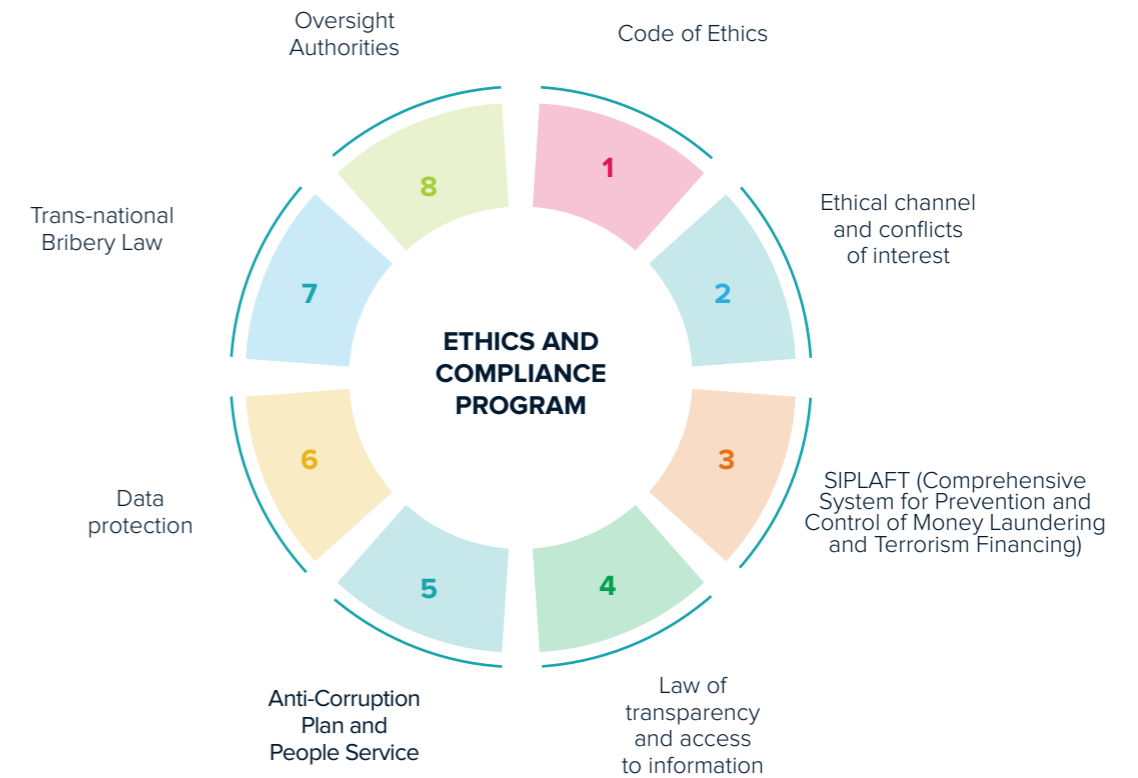 Oversight
Authorities
Code of Ethics
8
1
Trans-national
Bribery Law
Ethical channel
and conflicts
of interest
7
2
ETHICS AND
COMPLIANCE
PROGRAM
6
3
Data
protection
SIPLAFT (Comprehensive
System for Prevention and
Control of Money Laundering
and Terrorism Financing)
5
4
Anti-Corruption
Plan and
People Service
Law of
transparency
and access
to information